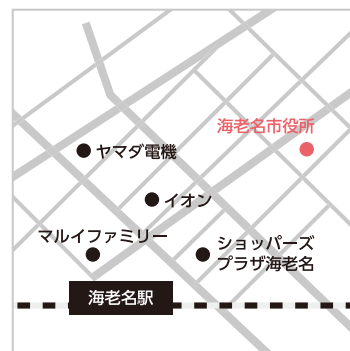 海老名市役所
ヤマダ電機
イオン
マルイファミリー
ショッパーズ
プラザ海老名
海老名駅